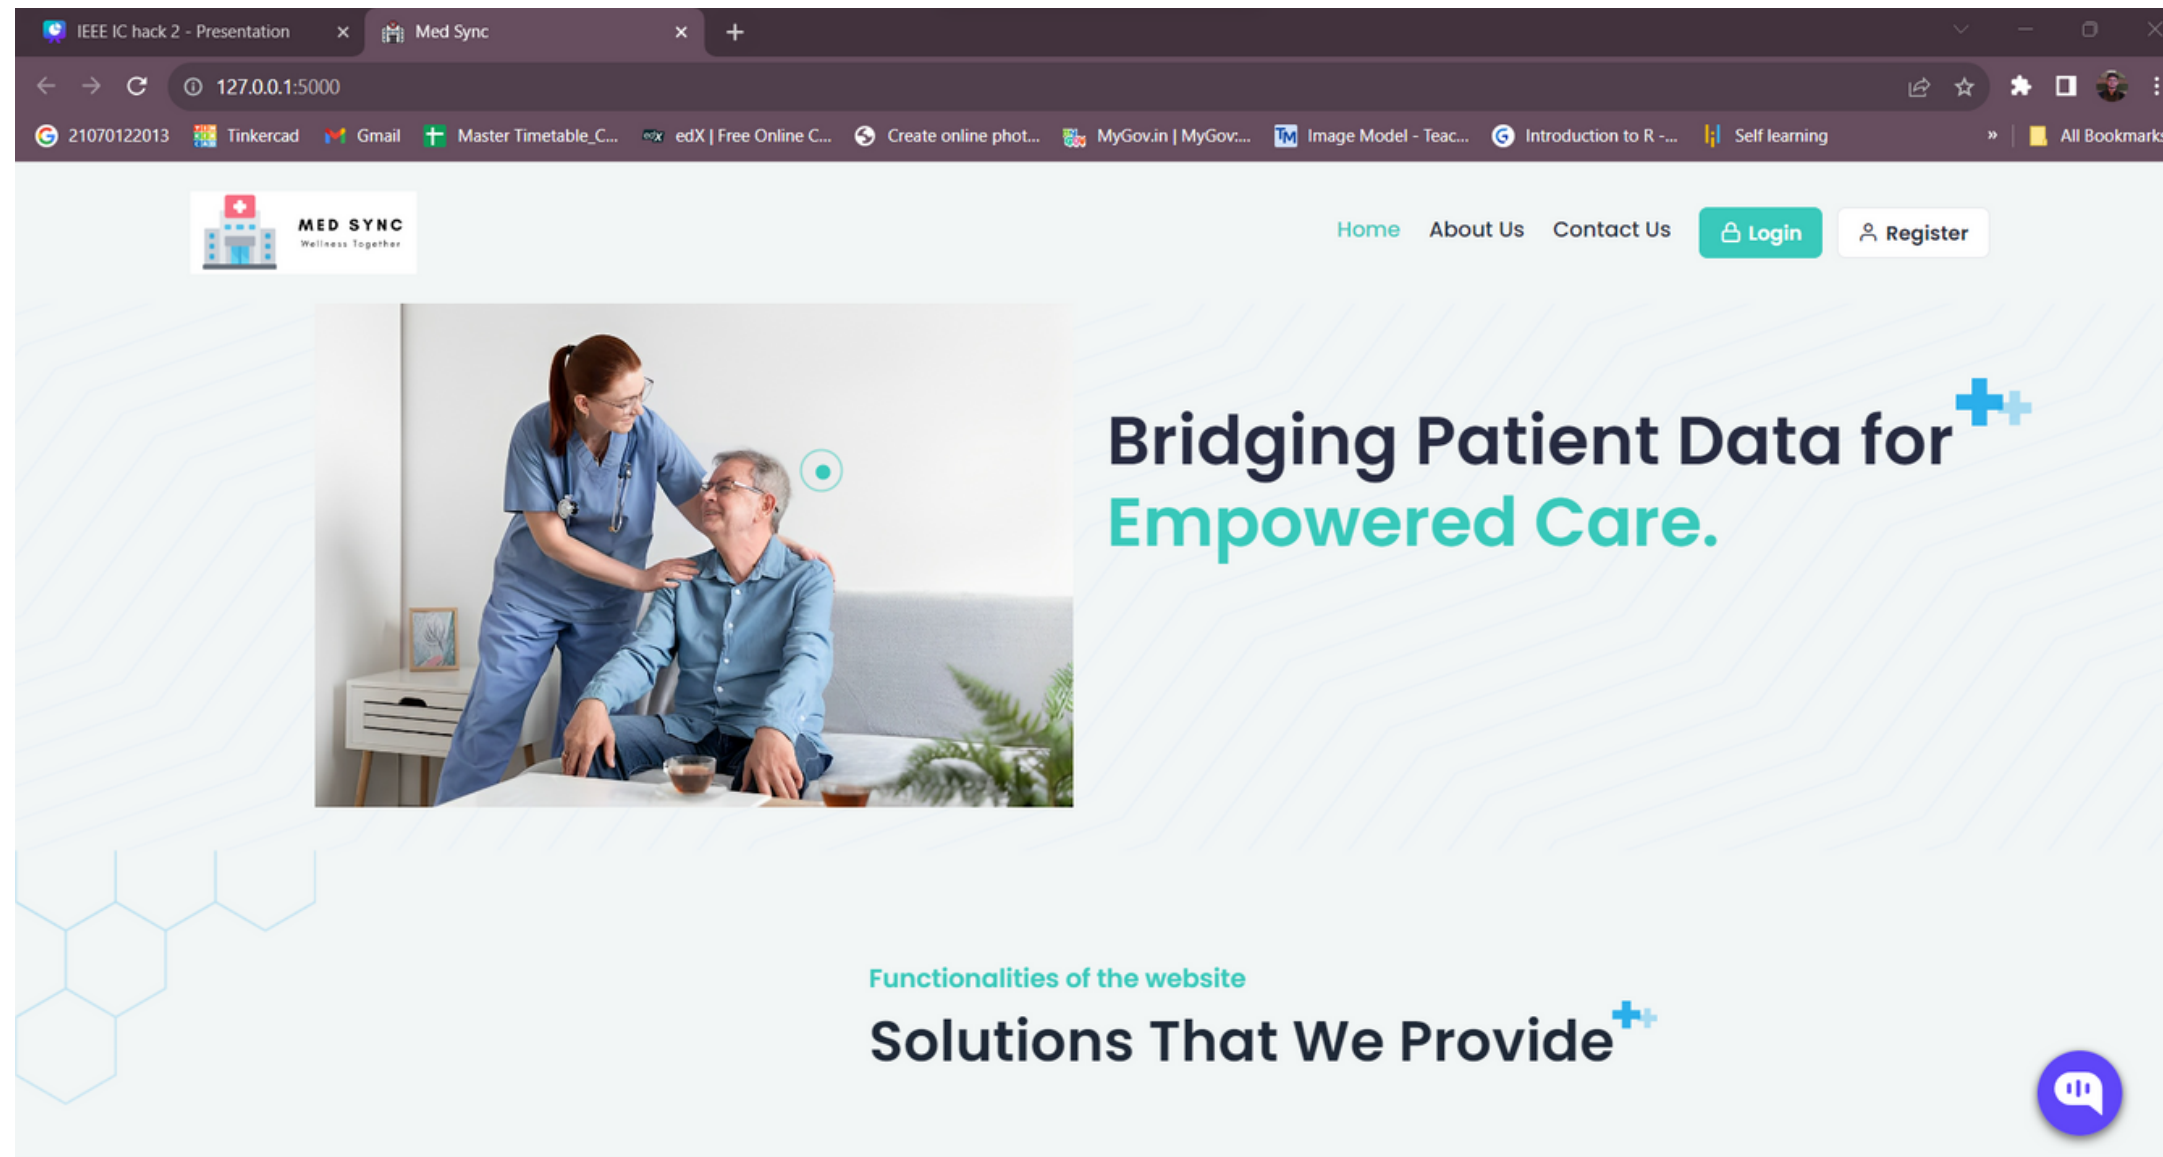 IEEE IC hack 2 - Presentation
Med Sync
127.0.0.1:5000
21070122013
Tinkercad
Gmail
Master Timetable_C...
edX | Free Online C...
Create online phot...
MyGov.in | MyGov:...
TM Image Model - Teac...
Introduction to R -...
Self learning
»
All Bookmarks
MED SYNC
Wellness Together
Home
About Us
Contact Us
Login
Register
Bridging Patient Data for
Empowered Care.
Functionalities of the website
Solutions That We Provide